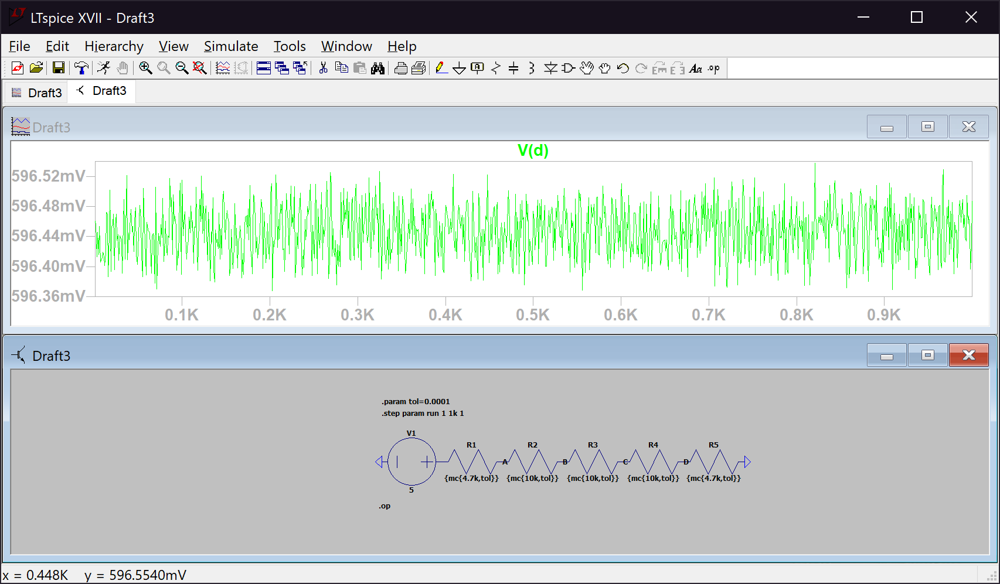 LTspice XVII - Draft3
File Edit Hierarchy View Simulate Tools Window Help
Draft3
Draft3
Draft3
V(d)
596.52mV
596.48mV
596.44mV
596.40mV
596.36mV
0.1K 0.2K 0.3K 0.4K 0.5K 0.6K 0.7K 0.8K 0.9K
Draft3
.param tol=0.0001
.step param run 1 1k 1
V1
R1 R2 R3 R4 R5
A B C D
{mc{4.7k,tol}} {mc{10k,tol}} {mc{10k,tol}} {mc{10k,tol}} {mc{4.7k,tol}}
5
.op
x = 0.448K y = 596.5540mV